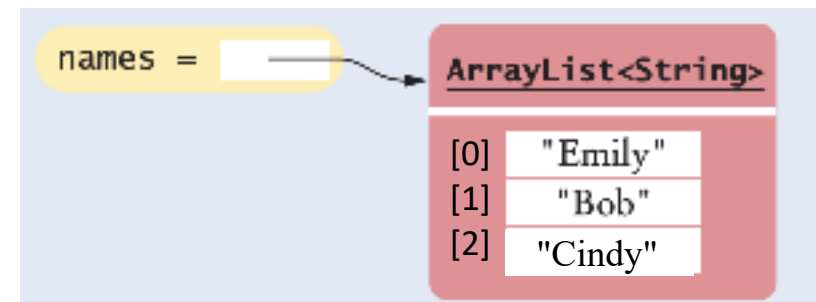 names =
ArrayList<String>
[0] "Emily"
[1] "Bob"
[2] "Cindy"